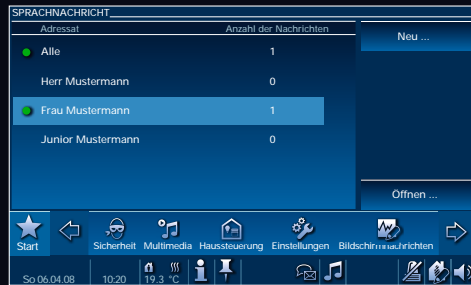 SPRACHNACHRICHT
Adressat Anzahl der Nachrichten
Neu ...
Alle 1
Herr Mustermann 0
Frau Mustermann 1
Junior Mustermann 0
Öffnen ...
Start Sicherheit Multimedia Haussteuerung Einstellungen Bildschirmnachrichten
So 06.04.08 10:20 19.3 °C